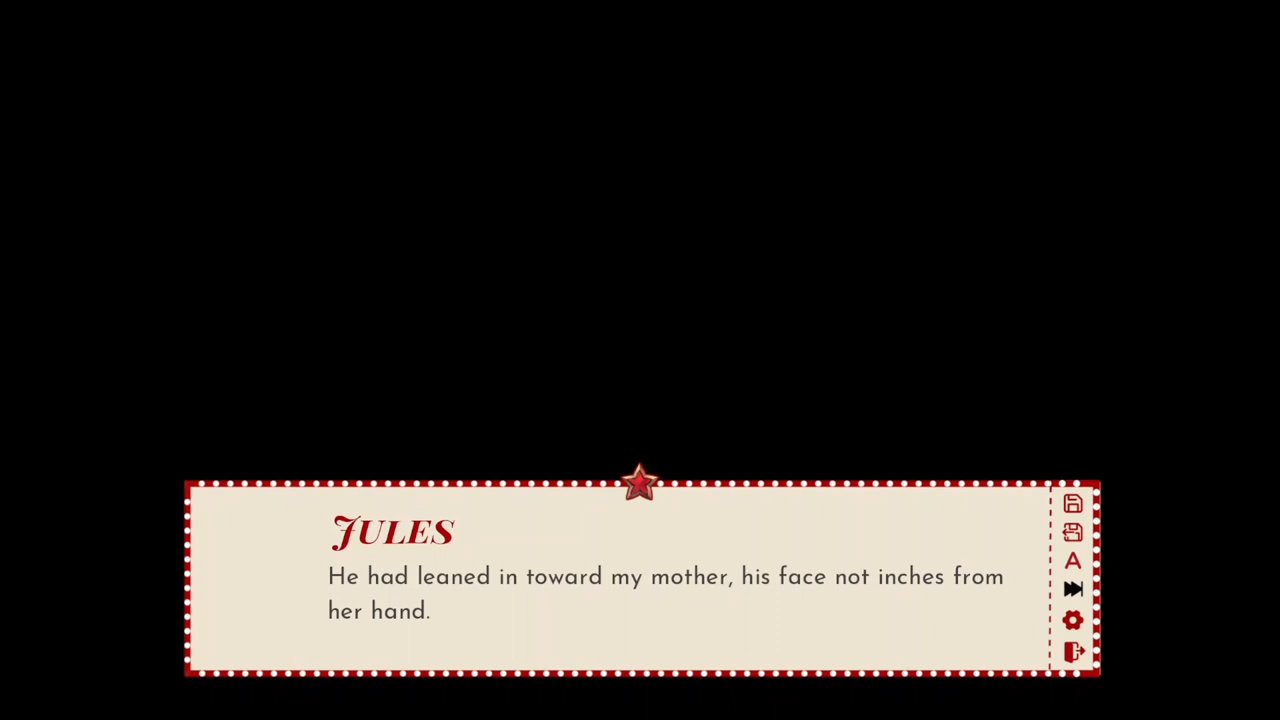 JULES
He had leaned in toward my mother, his face not inches from
her hand.
A